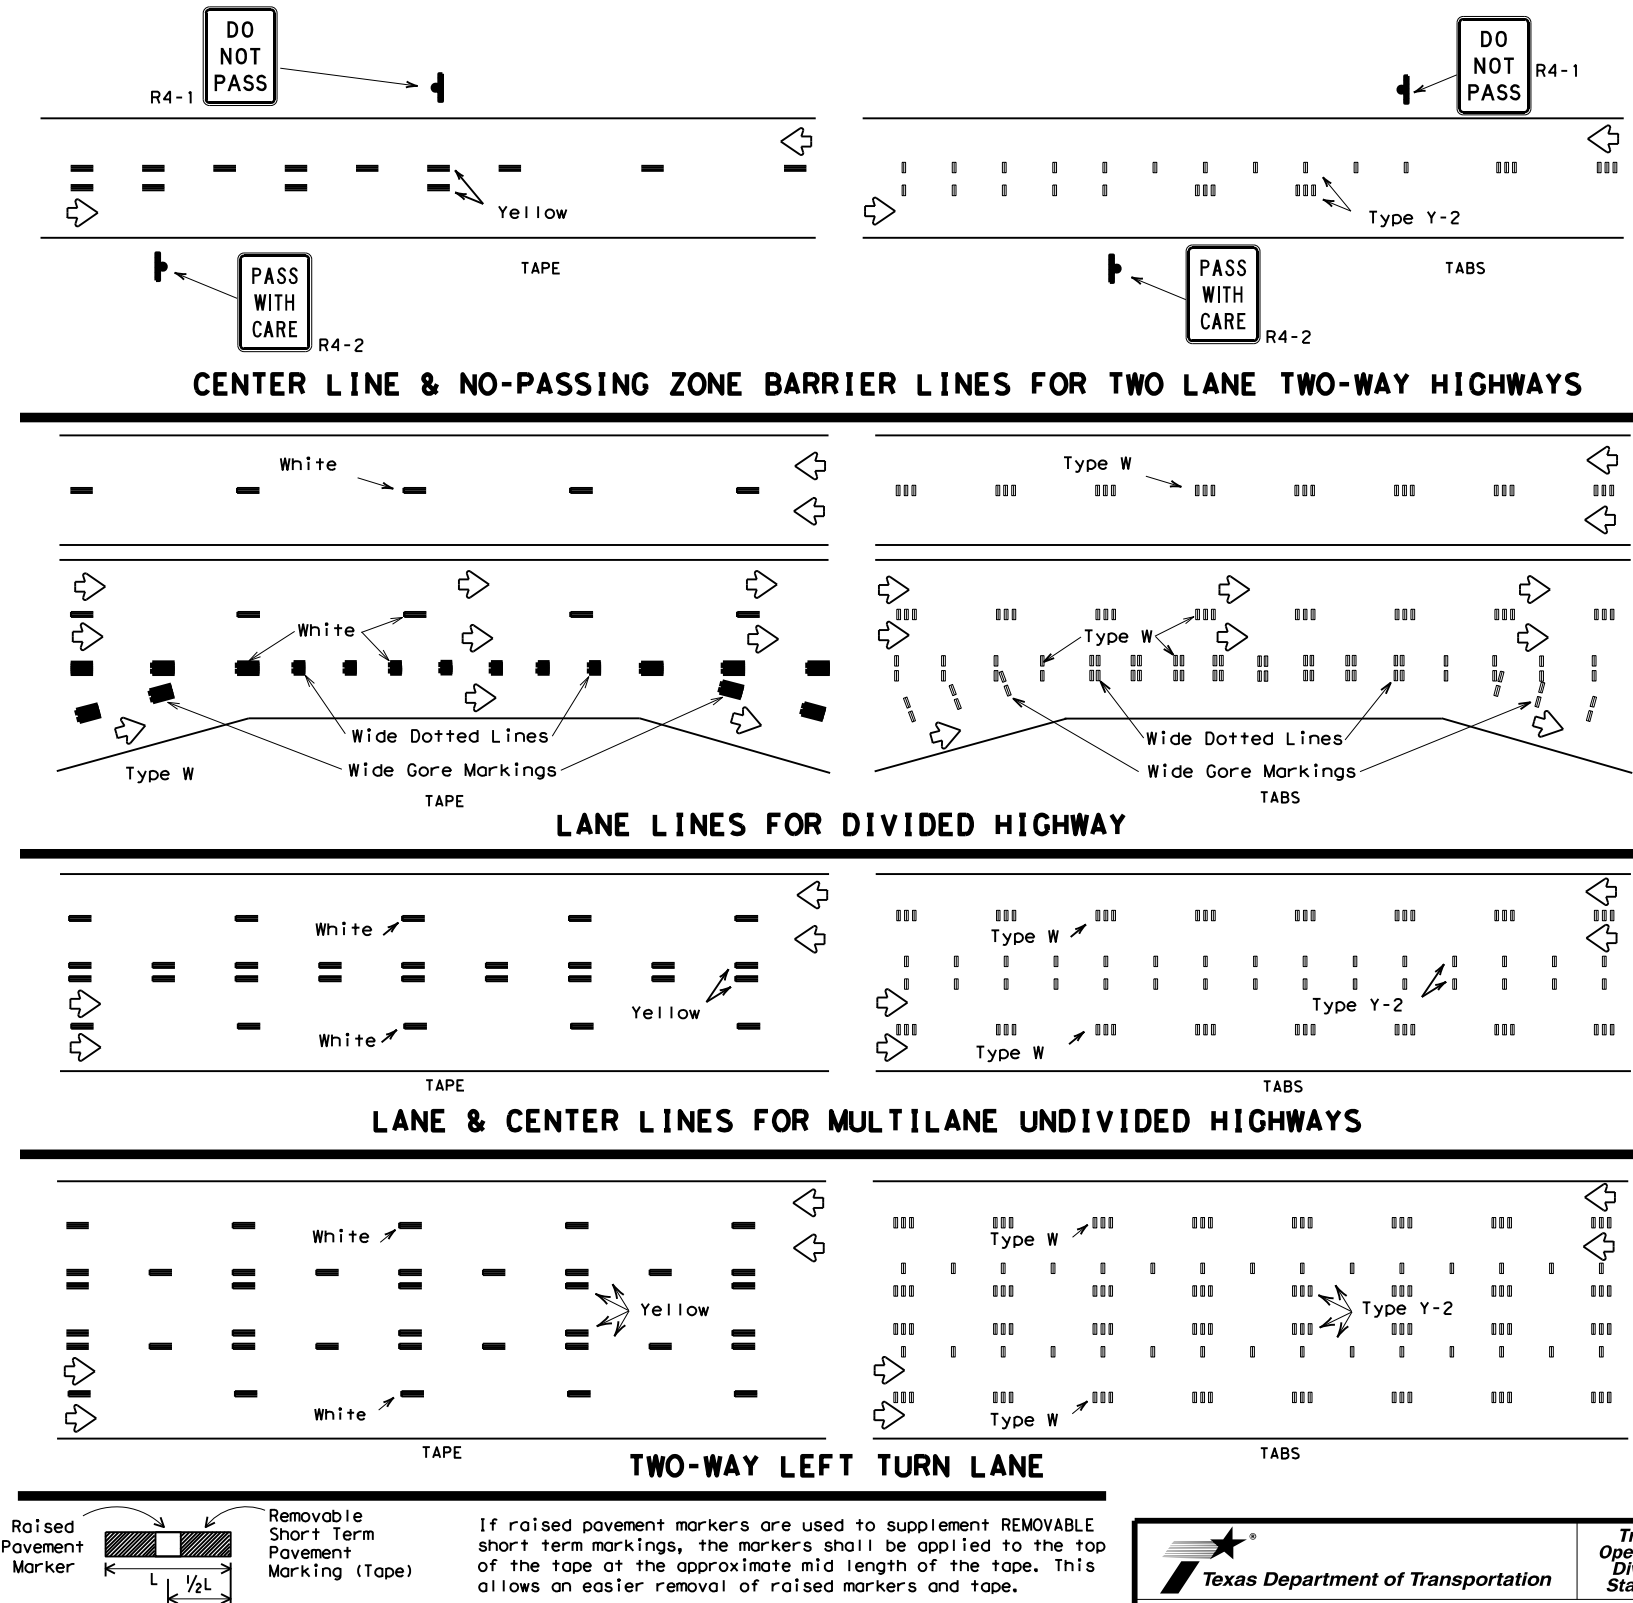 DO
NOT
PASS
R4-1
DO
NOT
PASS
R4-1
Yellow
Type Y-2
TAPE
TABS
PASS
WITH
CARE
R4-2
PASS
WITH
CARE
R4-2
CENTER LINE & NO-PASSING ZONE BARRIER LINES FOR TWO LANE TWO-WAY HIGHWAYS
White
Type W
White
Type W
Wide Dotted Lines
Wide Dotted Lines
Type W
Wide Gore Markings
Wide Gore Markings
TAPE
TABS
LANE LINES FOR DIVIDED HIGHWAY
White
Type W
Yellow
Type Y-2
White
Type W
TAPE
TABS
LANE & CENTER LINES FOR MULTILANE UNDIVIDED HIGHWAYS
White
Type W
Yellow
Type Y-2
White
Type W
TAPE
TABS
TWO-WAY LEFT TURN LANE
Raised
Pavement
Marker
Removable
Short Term
Pavement
Marking (Tape)
L
1/2L
If raised pavement markers are used to supplement REMOVABLE
short term markings, the markers shall be applied to the top
of the tape at the approximate mid length of the tape. This
allows an easier removal of raised markers and tape.
®
Texas Department of Transportation